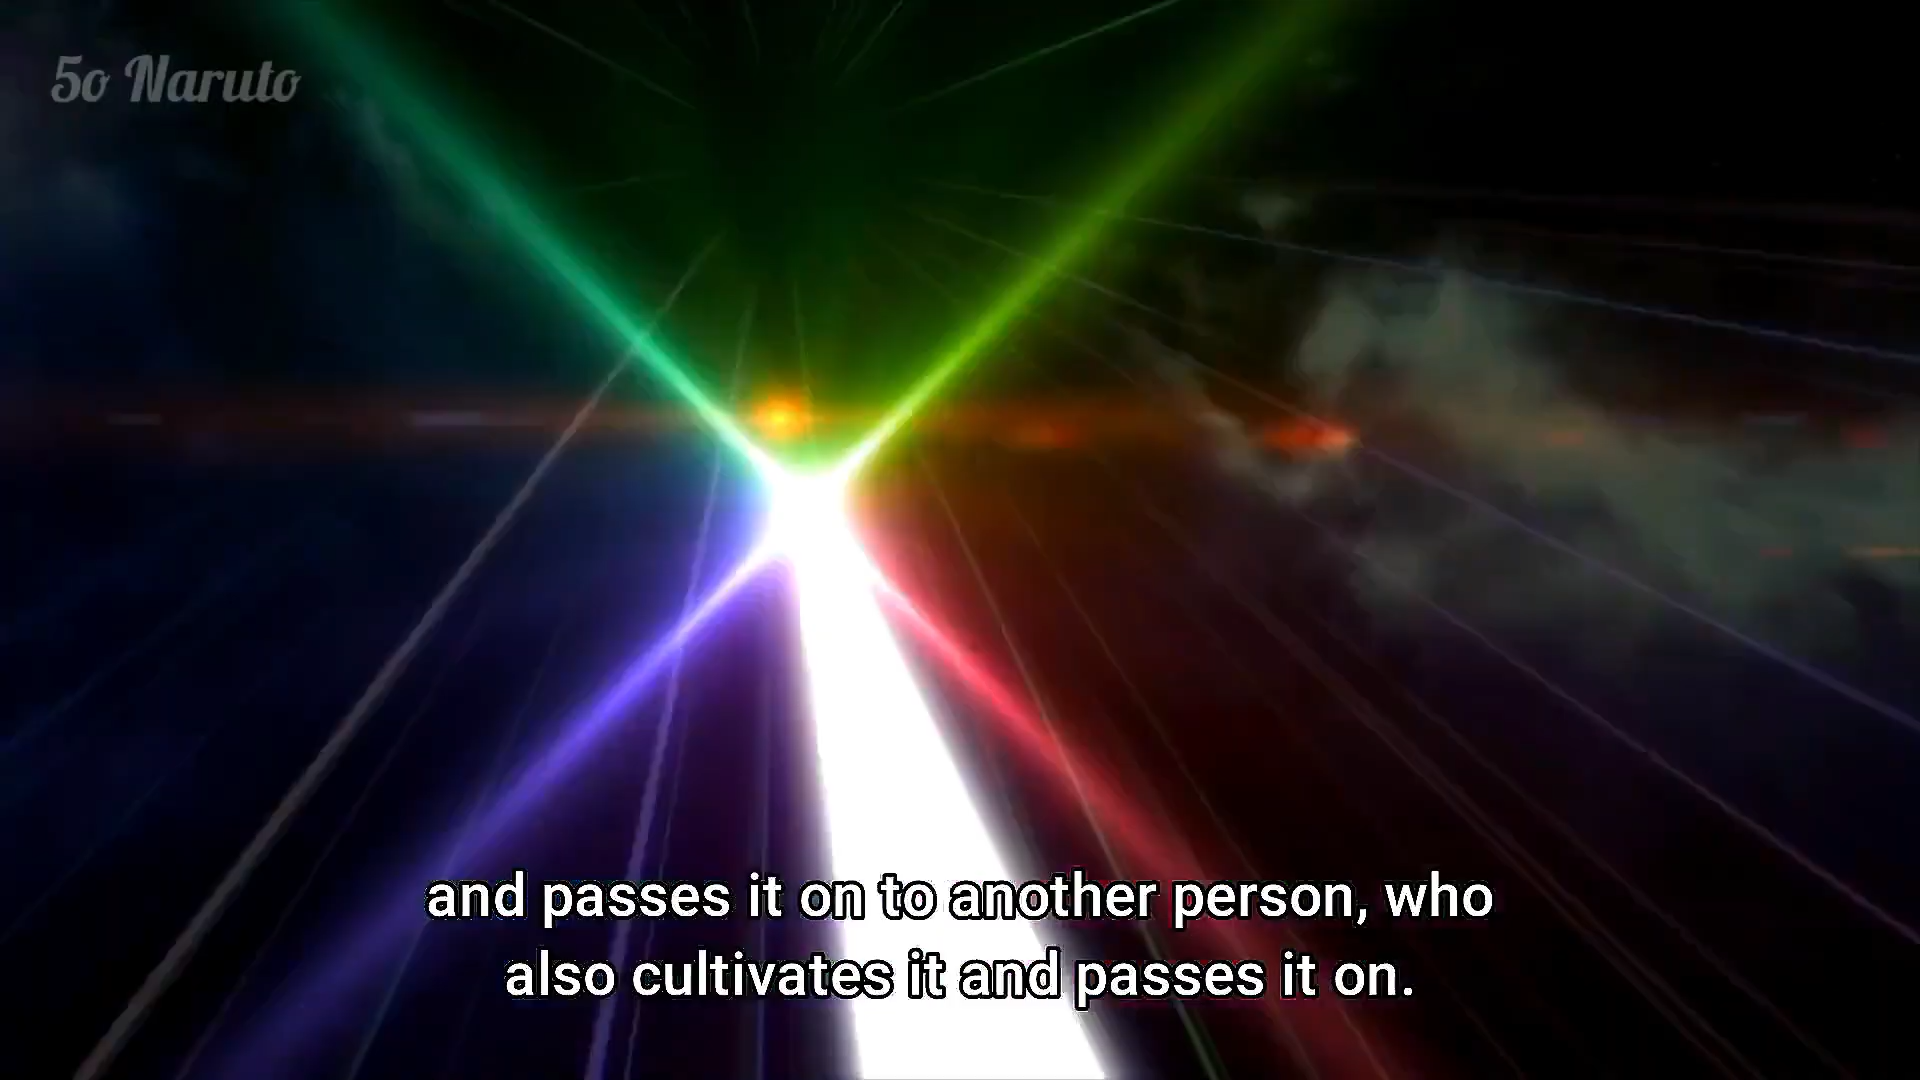 5o Naruto
and passes it on to another person, who
also cultivates it and passes it on.